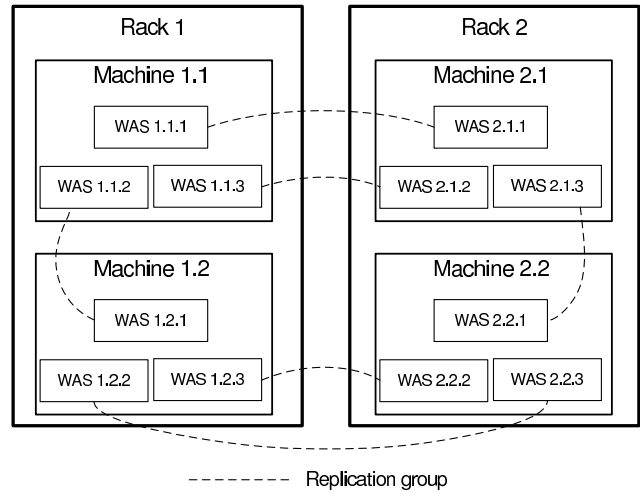 Rack 1
Machine 1.1
WAS 1.1.1
WAS 1.1.2
WAS 1.1.3
Machine 1.2
WAS 1.2.1
WAS 1.2.2
WAS 1.2.3
Rack 2
Machine 2.1
WAS 2.1.1
WAS 2.1.2
WAS 2.1.3
Machine 2.2
WAS 2.2.1
WAS 2.2.2
WAS 2.2.3
Replication group